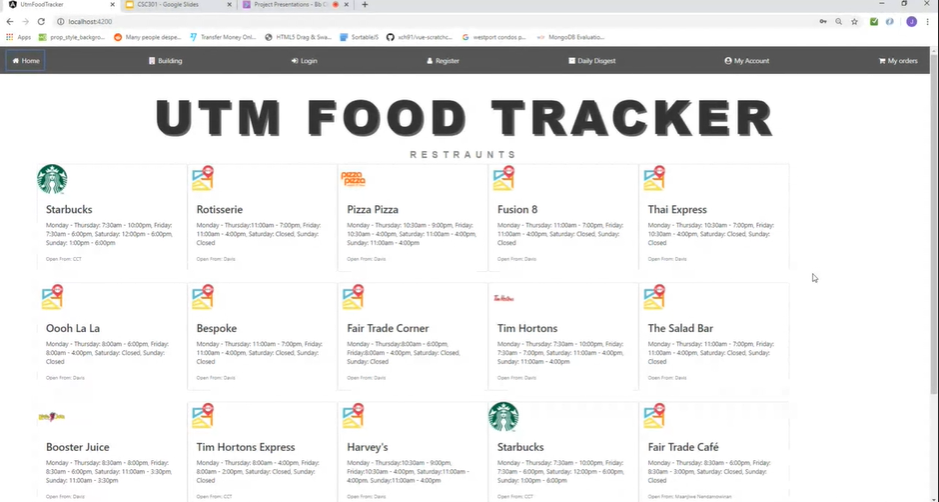 UtmFoodTracker
CSC301 - Google Slides
Project Presentations - Bb C
localhost:4200
Apps
prop_style_backgro...
Many people despe...
Transfer Money Onl...
HTML5 Drag & Swa...
SortableJS
xch91/vue-scratchc...
westport condos p...
MongoDB Evaluatio...
Home
Building
Login
Register
Daily Disgest
My Account
My orders
UTM FOOD TRACKER
RESTRAUNTS
Starbucks
Monday - Thursday: 7:30am - 10:00pm, Friday:
7:30am - 6:00pm, Saturday: 12:00pm - 6:00pm,
Sunday: 1:00pm - 6:00pm
Open From: CCT
Rotisserie
Monday - Thursday:11:00am - 7:00pm, Friday:
11:00am - 4:00pm, Saturday: Closed, Sunday:
Closed
Open From: Davis
pizza
pizza
Pizza Pizza
Monday - Thursday: 10:30am - 9:00pm, Friday:
10:30am - 4:00pm, Saturday: 11:00am - 4:00pm,
Sunday: 11:00am - 4:00pm
Open From: Davis
Fusion 8
Monday - Thursday: 11:00am - 7:00pm, Friday:
11:00am - 4:00pm, Saturday: Closed, Sunday:
Closed
Open From: Davis
Thai Express
Monday - Thursday: 10:30am - 7:00pm, Friday:
10:30am - 4:00pm, Saturday: Closed, Sunday:
Closed
Open From: Davis
Oooh La La
Monday - Thursday: 8:00am - 6:00pm, Friday:
8:00am - 4:00pm, Saturday: Closed, Sunday:
Closed
Open From: Davis
Bespoke
Monday - Thursday: 11:00am - 7:00pm, Friday:
11:00am - 4:00pm, Saturday: Closed, Sunday:
Closed
Open From: Davis
Fair Trade Corner
Monday - Thursday:8:00am - 6:00pm,
Friday:8:00am - 4:00pm, Saturday: Closed,
Sunday: Closed
Open From: Davis
Tim Hortons
Monday - Thursday: 7:30am - 10:00pm, Friday:
7:30am - 7:00pm, Saturday: 11:00am - 4:00pm,
Sunday: 11:00am - 4:00pm
Open From: Davis
The Salad Bar
Monday - Thursday: 11:00am - 7:00pm, Friday:
11:00am - 4:00pm, Saturday: Closed, Sunday:
Closed
Open From: Davis
Booster Juice
Monday - Thursday: 8:30am - 8:00pm, Friday:
8:30am - 6:00pm, Saturday: 11:00am - 3:30pm,
Sunday: 11:00am - 3:30pm
Open From: Davis
Tim Hortons Express
Monday - Thursday: 8:00am - 4:00pm, Friday:
8:00am - 2:00pm, Saturday: Closed, Sunday:
Closed
Open From: CCT
Harvey's
Monday - Thursday:10:30am - 9:00pm,
Friday:10:30am - 4:00pm, Saturday:11:00am -
4:00pm, Sunday:11:00am - 4:00pm
Open From: Davis
Starbucks
Monday - Thursday: 7:30am - 10:00pm, Friday:
7:30am - 6:00pm, Saturday: 12:00pm - 6:00pm,
Sunday: 1:00pm - 6:00pm
Open From: CCT
Fair Trade Café
Monday - Thursday: 8:30am - 6:00pm, Friday:
8:30am - 3:00pm, Saturday: Closed, Sunday:
Closed
Open From: Maanjiwe Nendamowinan